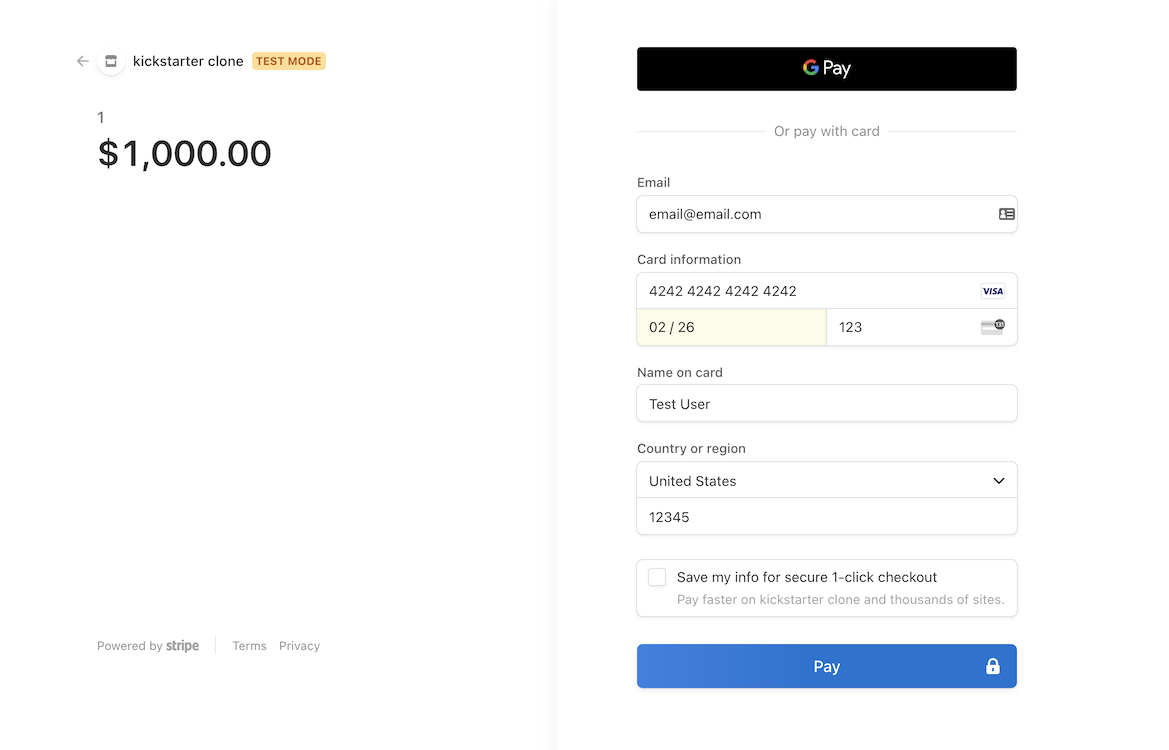 kickstarter clone TEST MODE
1
$1,000.00
Powered by stripe Terms Privacy
G Pay
Or pay with card
Email
email@email.com
Card information
4242 4242 4242 4242 VISA
02 / 26 123
Name on card
Test User
Country or region
United States
12345
Save my info for secure 1-click checkout
Pay faster on kickstarter clone and thousands of sites.
Pay